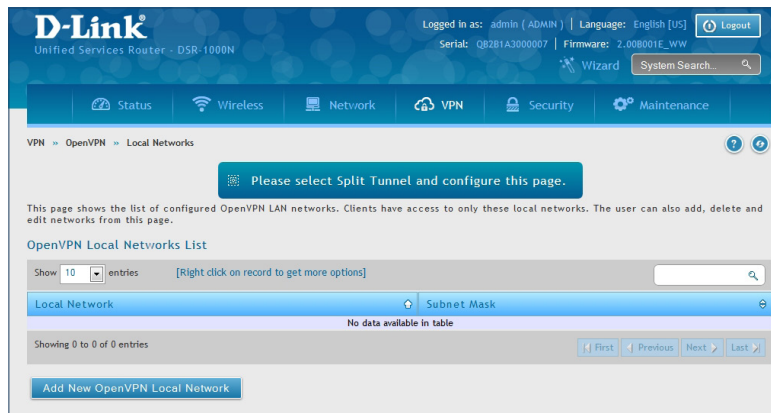 D-Link®
Unified Services Router - DSR-1000N
Logged in as: admin ( ADMIN ) | Language: English [US]
Logout
Serial: QB2B1A3000007 | Firmware: 2.00B001E_WW
Wizard
System Search...
Status
Wireless
Network
VPN
Security
Maintenance
VPN » OpenVPN » Local Networks
?
Please select Split Tunnel and configure this page.
This page shows the list of configured OpenVPN LAN networks. Clients have access to only these local networks. The user can also add, delete and
edit networks from this page.
OpenVPN Local Networks List
Show 10 entries
[Right click on record to get more options]
Local Network
Subnet Mask
No data available in table
Showing 0 to 0 of 0 entries
First
Previous
Next
Last
Add New OpenVPN Local Network